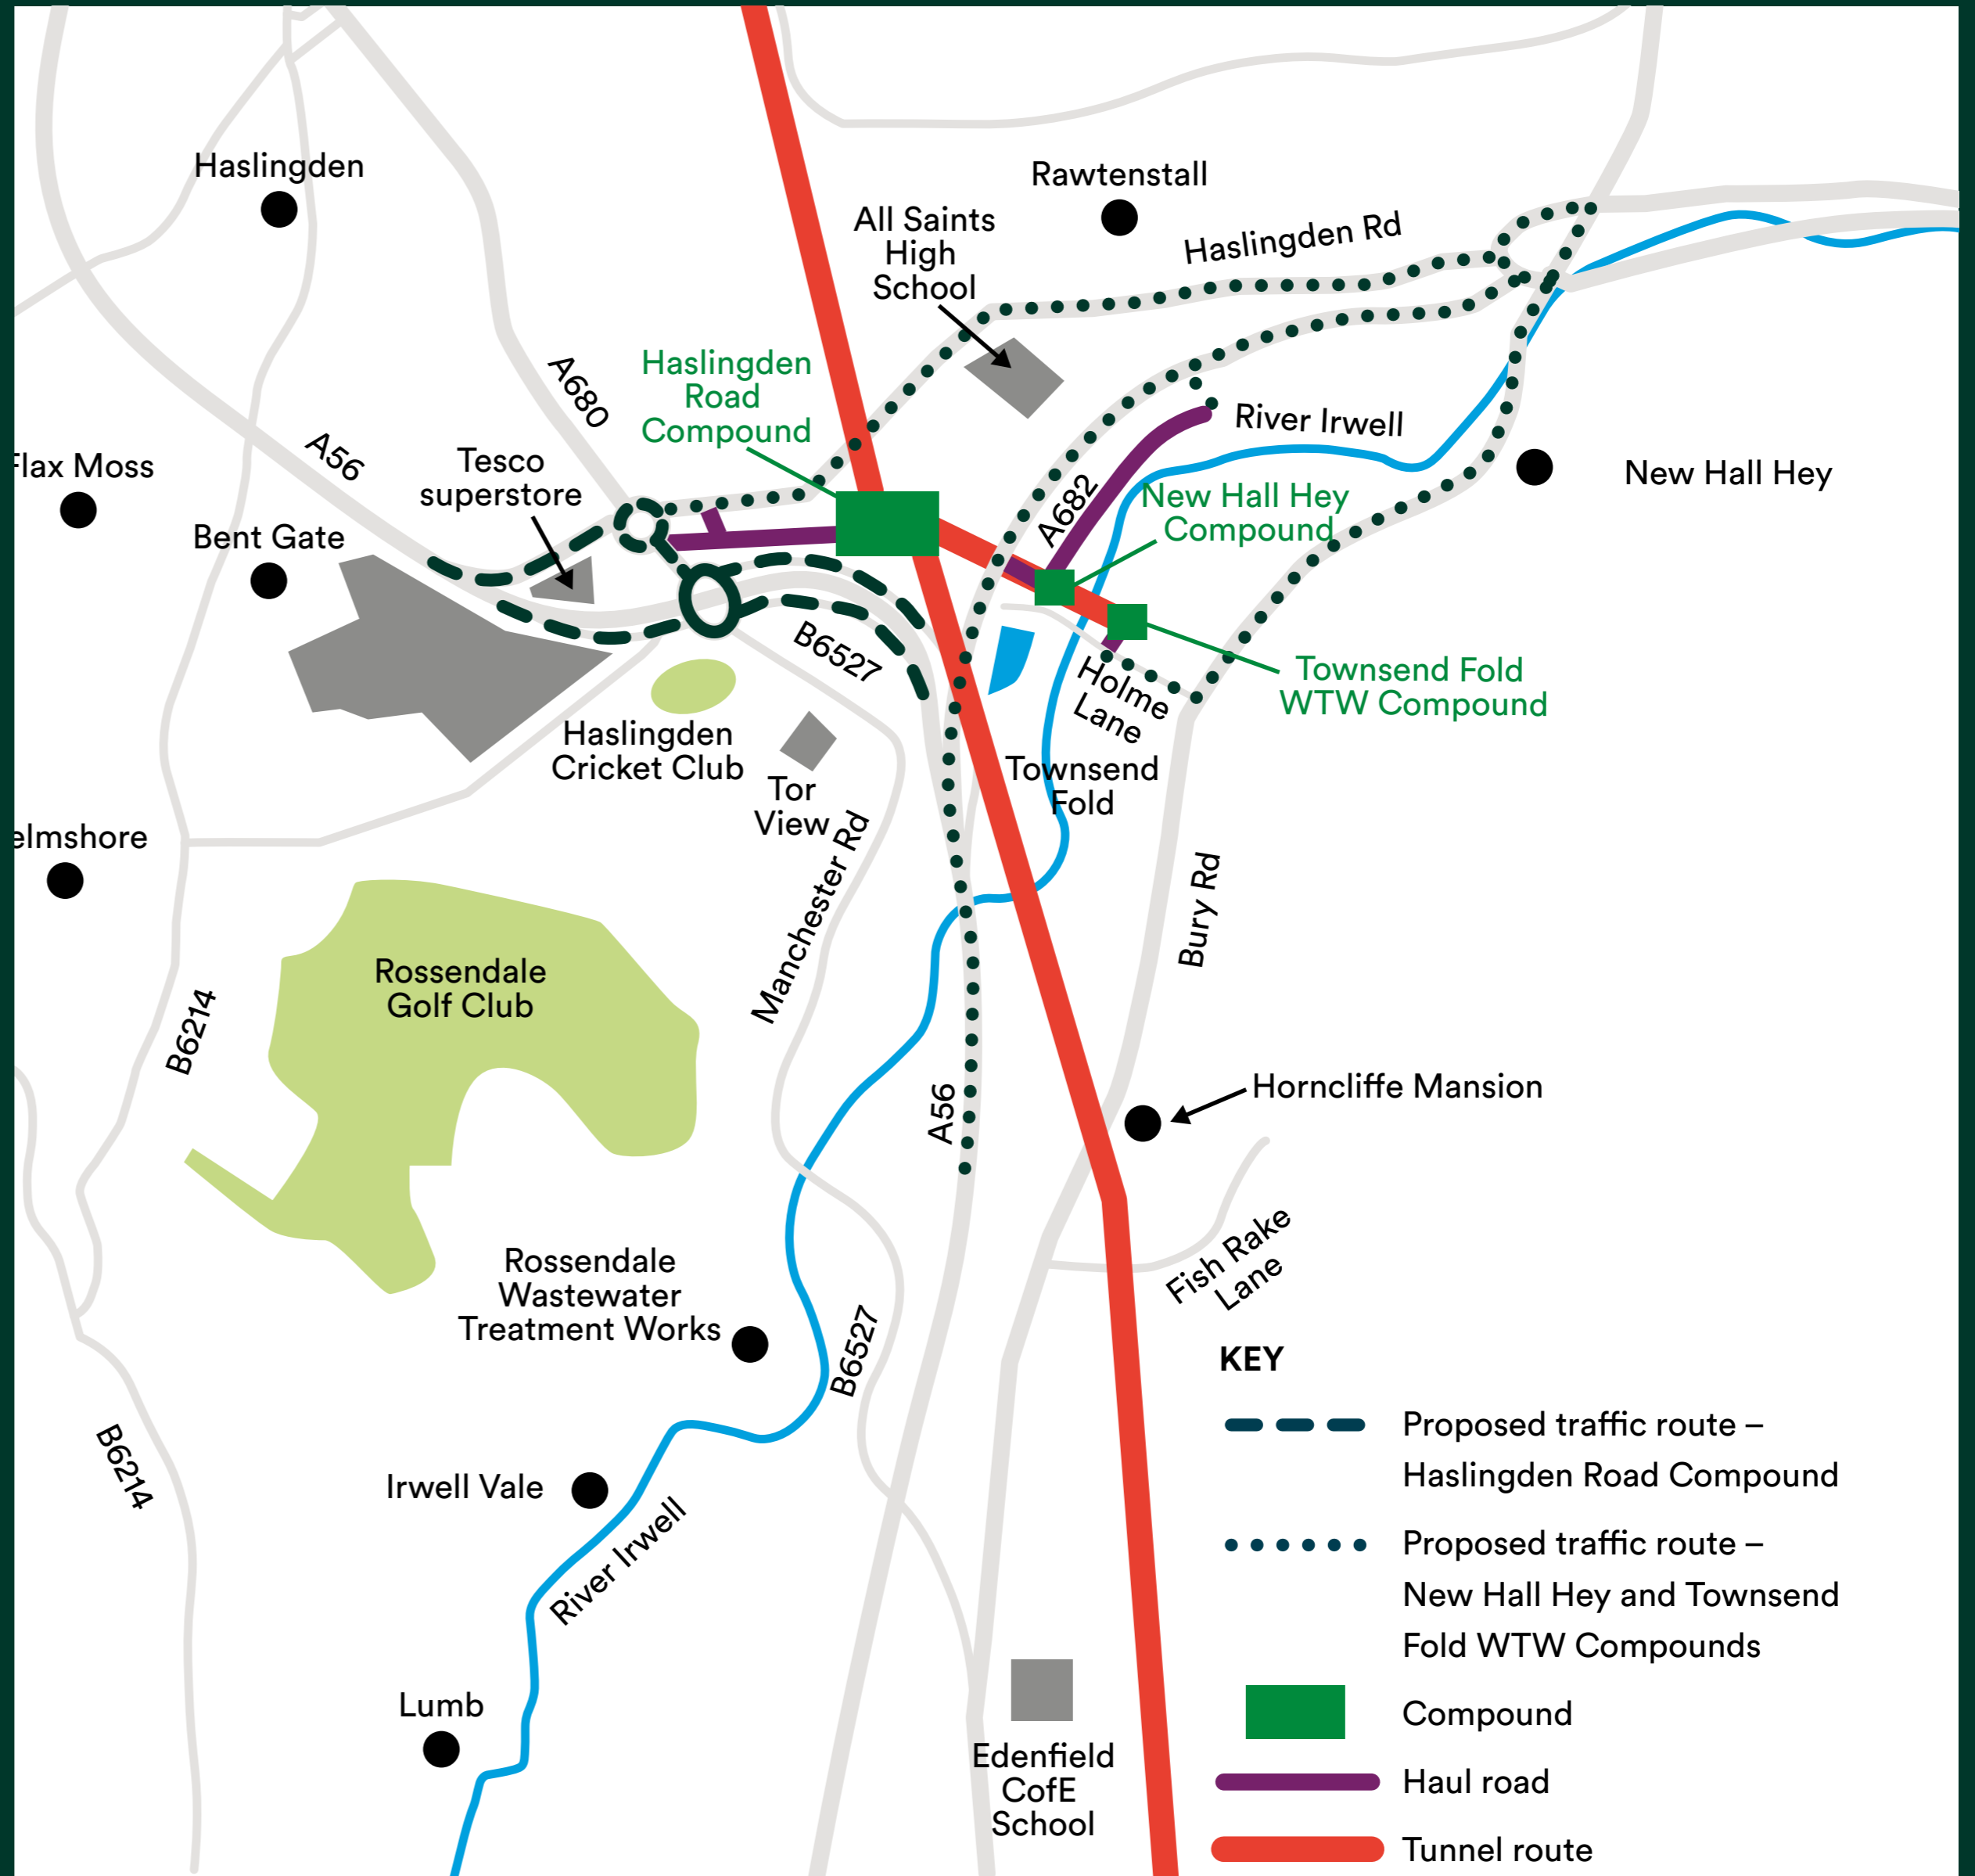 Haslingden
Rawtenstall
All Saints
High
School
Haslingden Rd
Haslingden
Road
Compound
A680
River Irwell
A56
Flax Moss
Tesco
superstore
New Hall Hey
A682
New Hall Hey
Compound
Bent Gate
B6527
Townsend Fold
WTW Compound
Holme
Lane
Haslingden
Cricket Club
Townsend
Fold
Tor
View
elmshore
Manchester Rd
Bury Rd
Rossendale
Golf Club
B6214
A56
Horncliffe Mansion
Fish Rake
Lane
Rossendale
Wastewater
Treatment Works
B6527
KEY
Proposed traffic route –
Haslingden Road Compound
B6214
Irwell Vale
River Irwell
Proposed traffic route –
New Hall Hey and Townsend
Fold WTW Compounds
Lumb
Compound
Edenfield
CofE
School
Haul road
Tunnel route